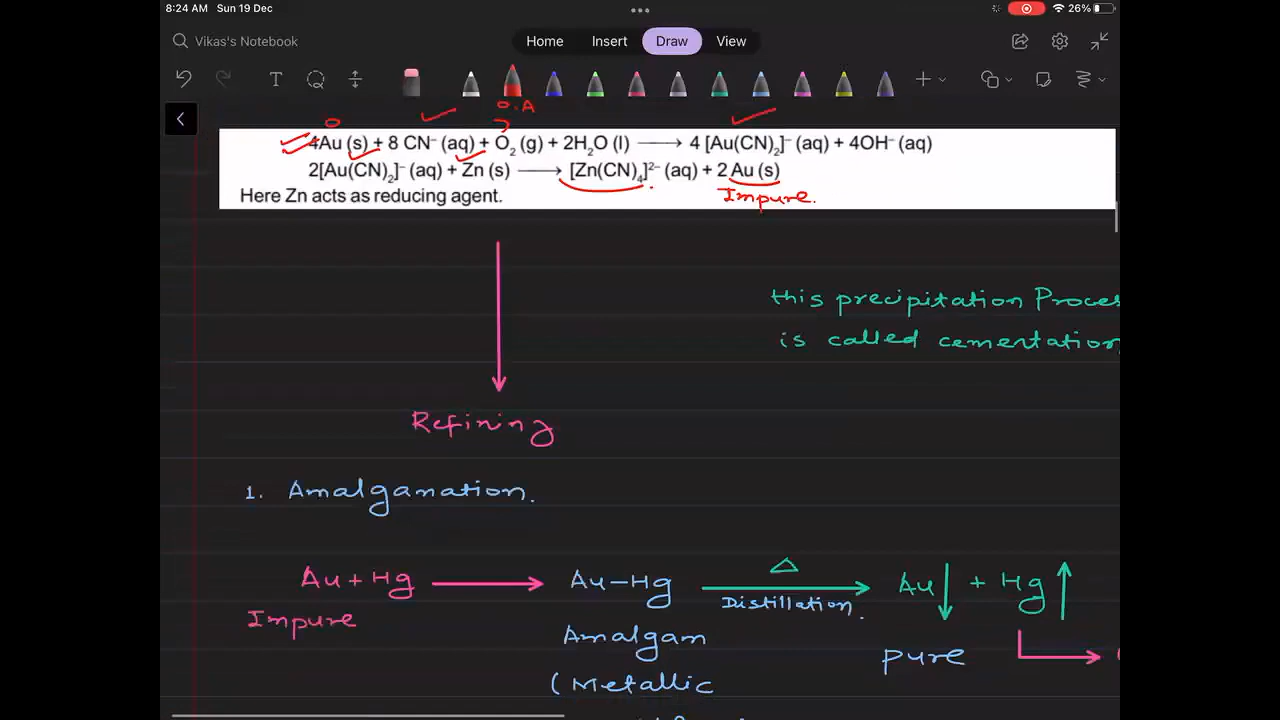 8:24 AM Sun 19 Dec
26%
Vikas's Notebook
Home Insert Draw View
O O.A
4Au (s) + 8 CN⁻ (aq) + O₂ (g) + 2H₂O (l) ⟶ 4 [Au(CN)₂]⁻ (aq) + 4OH⁻ (aq)
2[Au(CN)₂]⁻ (aq) + Zn (s) ⟶ [Zn(CN)₄]²⁻ (aq) + 2 Au (s)
Here Zn acts as reducing agent.
Impure.
this precipitation Proces
is called cementation
Refining
1. Amalganation.
Au + Hg ⟶ Au–Hg △ ⟶ Au↓ + Hg↑
Distillation.
Impure
Amalgam
pure
(Metallic